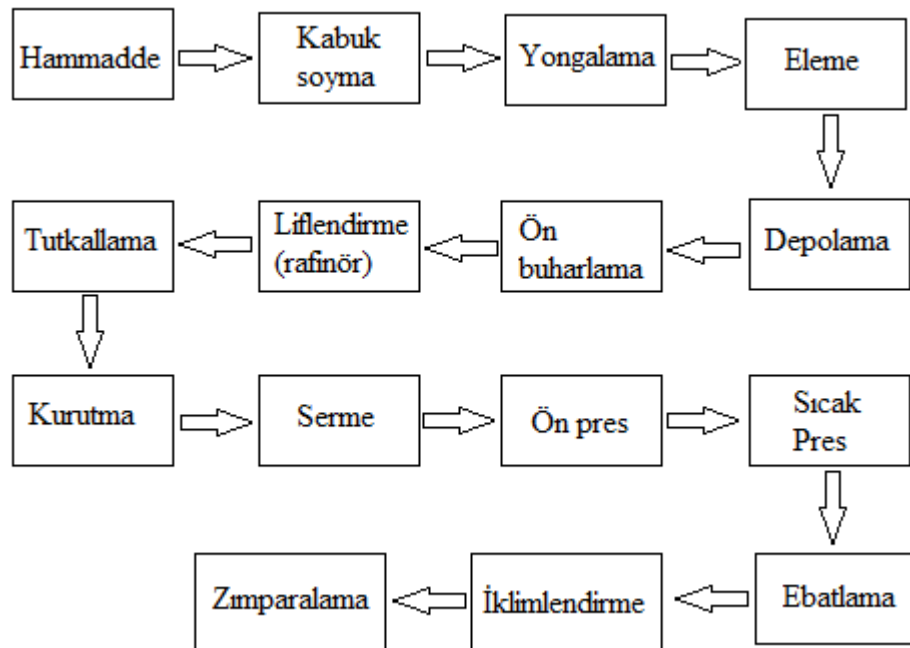 Hammadde
Kabuk
soyma
Yongalama
Eleme
Depolama
Ön
buharlama
Liflendirme
(rafinör)
Tutkallama
Kurutma
Serme
Ön pres
Sıcak
Pres
Ebatlama
İklimlendirme
Zımparalama